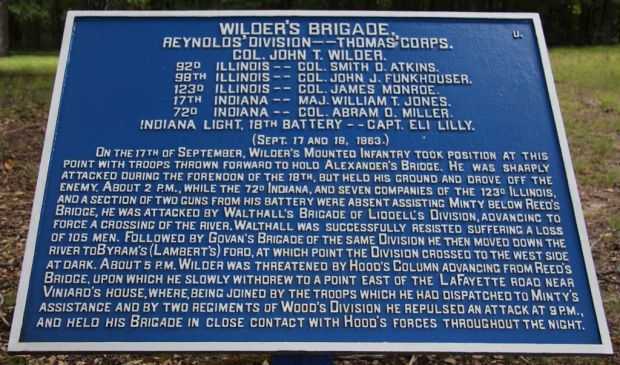 WILDER'S BRIGADE.
U.
REYNOLDS' DIVISION--THOMAS' CORPS.
COL. JOHN T. WILDER.
92D ILLINOIS -- COL. SMITH D. ATKINS.
98TH ILLINOIS -- COL. JOHN J. FUNKHOUSER.
123D ILLINOIS -- COL. JAMES MONROE.
17TH INDIANA -- MAJ. WILLIAM T. JONES.
72D INDIANA -- COL. ABRAM O. MILLER.
INDIANA LIGHT, 18TH BATTERY -- CAPT. ELI LILLY.
(SEPT. 17 AND 18, 1863.)
ON THE 17TH OF SEPTEMBER, WILDER'S MOUNTED INFANTRY TOOK POSITION AT THIS
POINT WITH TROOPS THROWN FORWARD TO HOLD ALEXANDER'S BRIDGE. HE WAS SHARPLY
ATTACKED DURING THE FORENOON OF THE 18TH, BUT HELD HIS GROUND AND DROVE OFF THE
ENEMY. ABOUT 2 P.M., WHILE THE 72D INDIANA, AND SEVEN COMPANIES OF THE 123D ILLINOIS,
AND A SECTION OF TWO GUNS FROM HIS BATTERY WERE ABSENT ASSISTING MINTY BELOW REED'S
BRIDGE, HE WAS ATTACKED BY WALTHALL'S BRIGADE OF LIDDELL'S DIVISION, ADVANCING TO
FORCE A CROSSING OF THE RIVER. WALTHALL WAS SUCCESSFULLY RESISTED SUFFERING A LOSS
OF 105 MEN. FOLLOWED BY GOVAN'S BRIGADE OF THE SAME DIVISION HE THEN MOVED DOWN THE
RIVER TO BYRAM'S (LAMBERT'S) FORD, AT WHICH POINT THE DIVISION CROSSED TO THE WEST SIDE
AT DARK. ABOUT 5 P.M. WILDER WAS THREATENED BY HOOD'S COLUMN ADVANCING FROM REED'S
BRIDGE, UPON WHICH HE SLOWLY WITHDREW TO A POINT EAST OF THE LAFAYETTE ROAD NEAR
VINIARD'S HOUSE, WHERE, BEING JOINED BY THE TROOPS WHICH HE HAD DISPATCHED TO MINTY'S
ASSISTANCE AND BY TWO REGIMENTS OF WOOD'S DIVISION HE REPULSED AN ATTACK AT 9 P.M.,
AND HELD HIS BRIGADE IN CLOSE CONTACT WITH HOOD'S FORCES THROUGHOUT THE NIGHT.